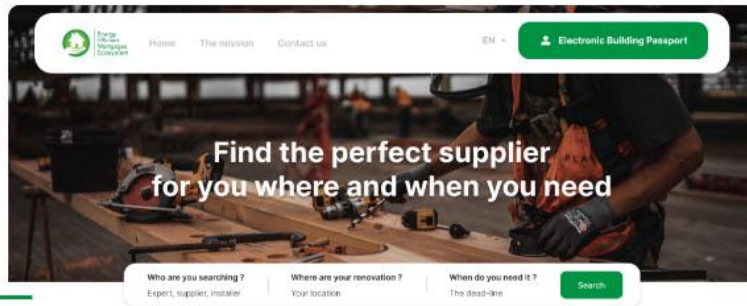 Energy
Efficient
Mortgages
Ecosystem
Home The mission Contact us
EN
Electronic Building Passport
Find the perfect supplier
for you where and when you need
Who are you searching ? Where are your renovation ? When do you need it ?
Expert, supplier, installer Your location The dead-line
Search